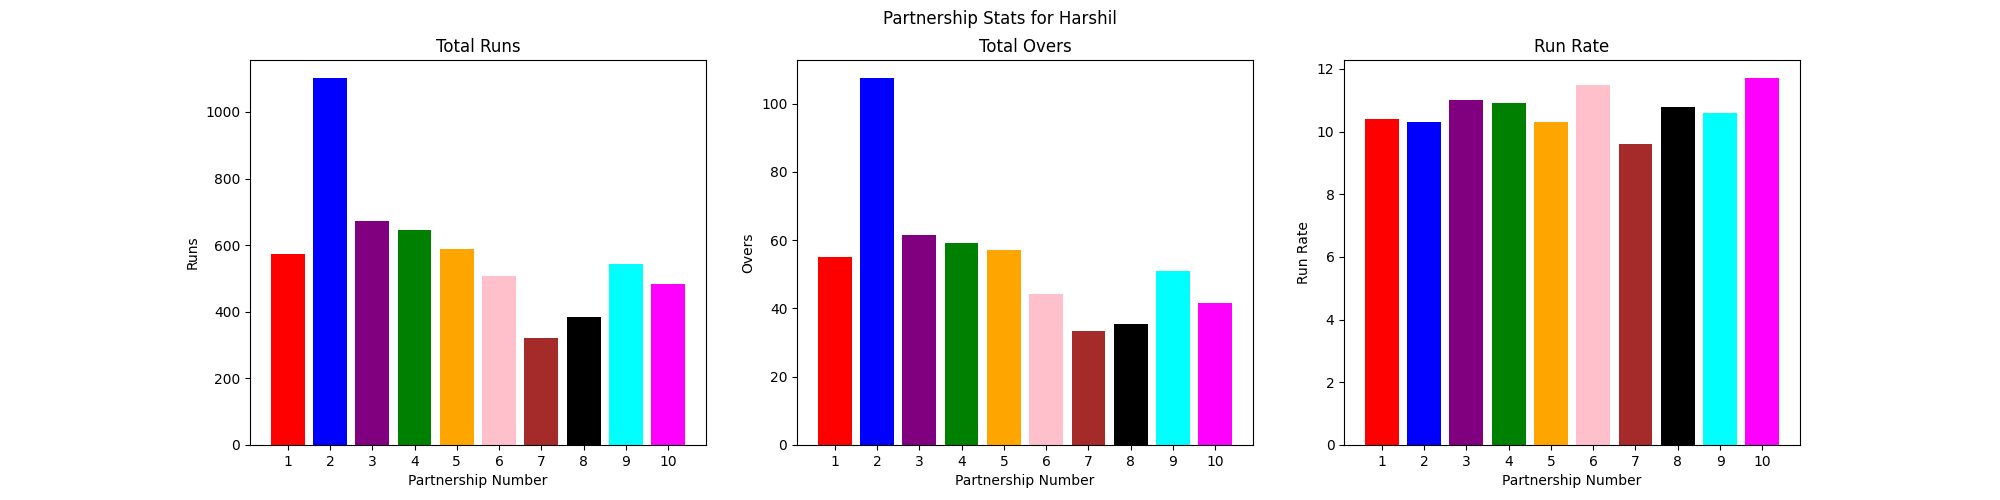 Partnership Stats for Harshil
Total Runs
Runs
1000
800
600
400
200
0
1 2 3 4 5 6 7 8 9 10
Partnership Number
Total Overs
Overs
100
80
60
40
20
0
1 2 3 4 5 6 7 8 9 10
Partnership Number
Run Rate
Run Rate
12
10
8
6
4
2
0
1 2 3 4 5 6 7 8 9 10
Partnership Number